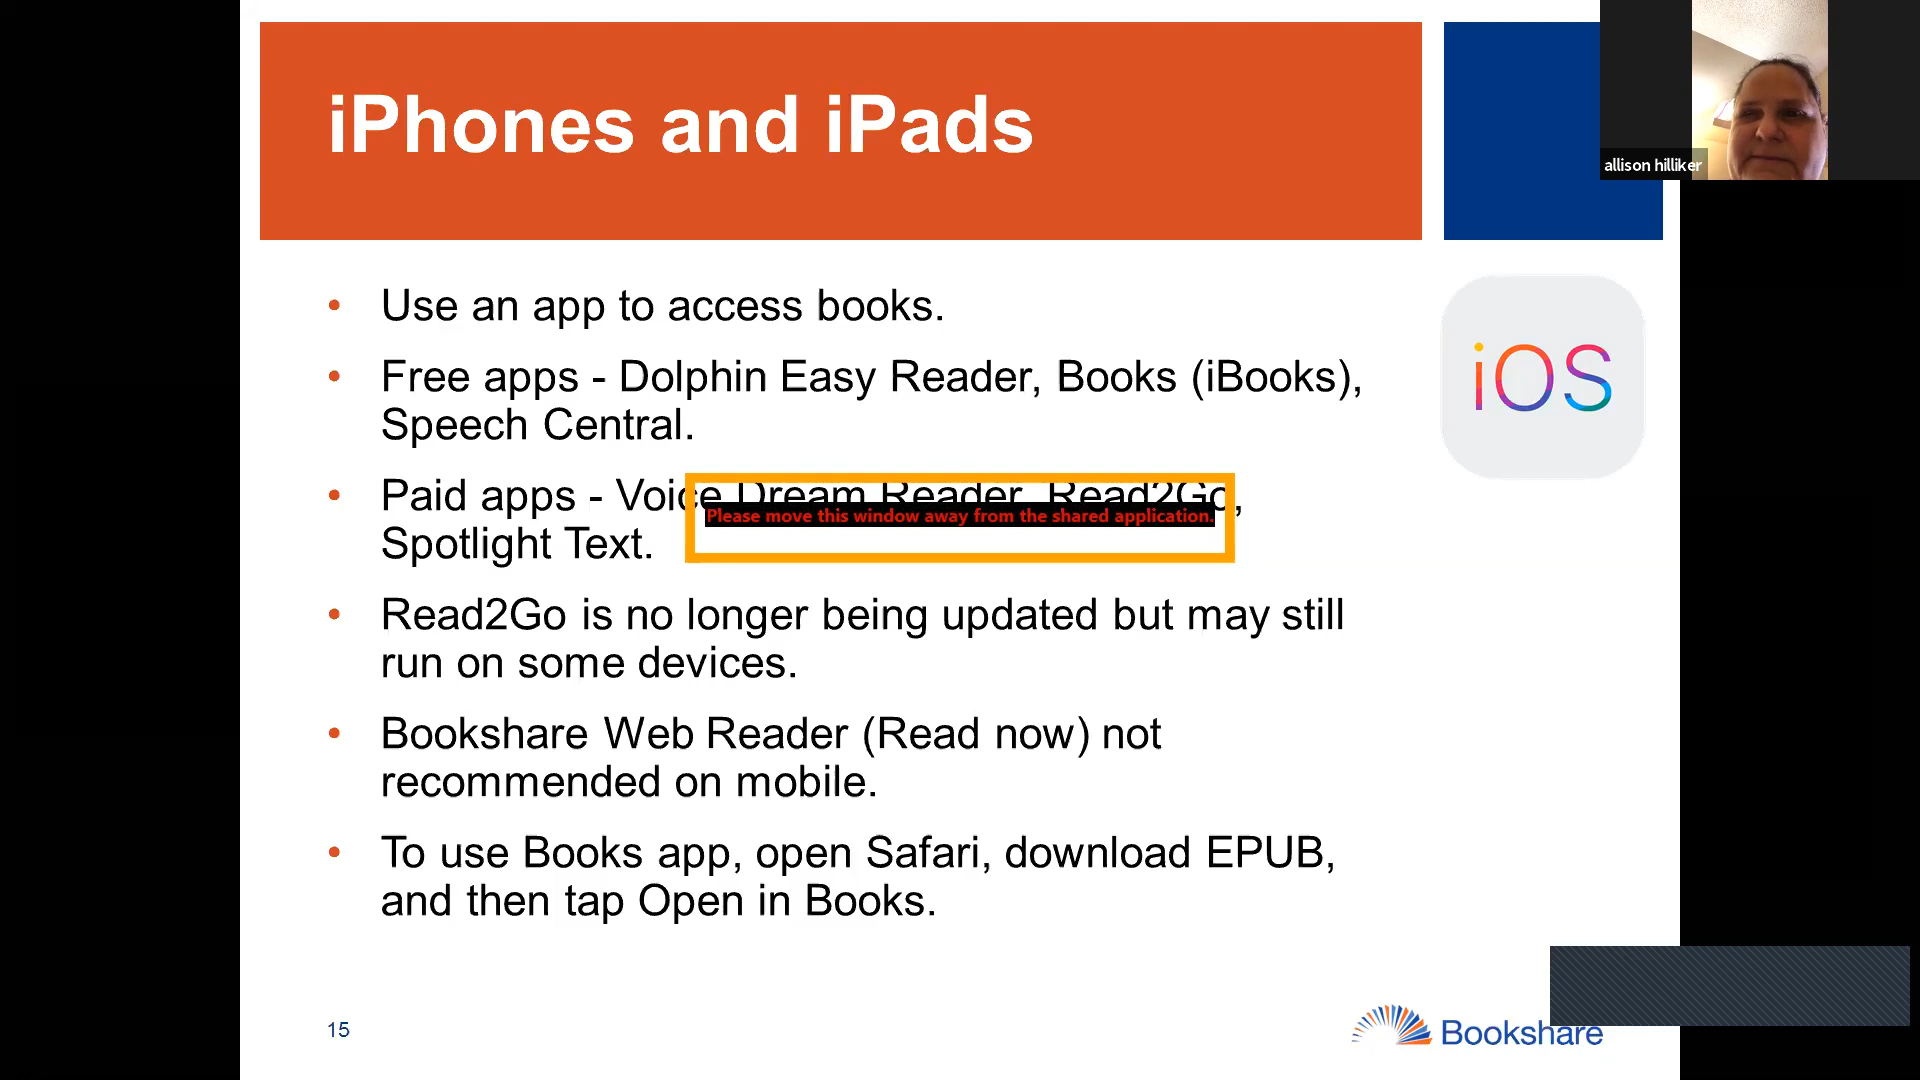 iPhones and iPads
allison hilliker
• Use an app to access books.
iOS
• Free apps - Dolphin Easy Reader, Books (iBooks),
Speech Central.
• Paid apps - Voice Dream Reader, Read2Go,
Please move this window away from the shared application.
Spotlight Text.
• Read2Go is no longer being updated but may still
run on some devices.
• Bookshare Web Reader (Read now) not
recommended on mobile.
• To use Books app, open Safari, download EPUB,
and then tap Open in Books.
15
Bookshare